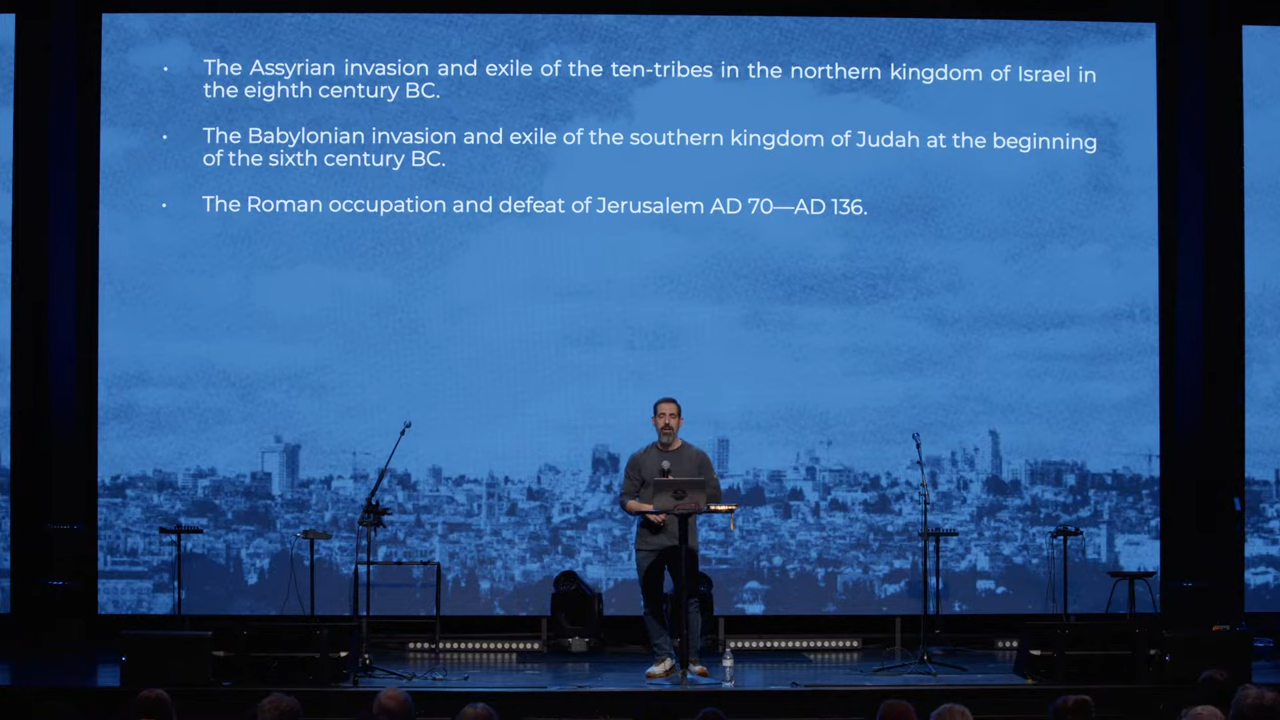 • The Assyrian invasion and exile of the ten-tribes in the northern kingdom of Israel in
the eighth century BC.
• The Babylonian invasion and exile of the southern kingdom of Judah at the beginning
of the sixth century BC.
• The Roman occupation and defeat of Jerusalem AD 70—AD 136.